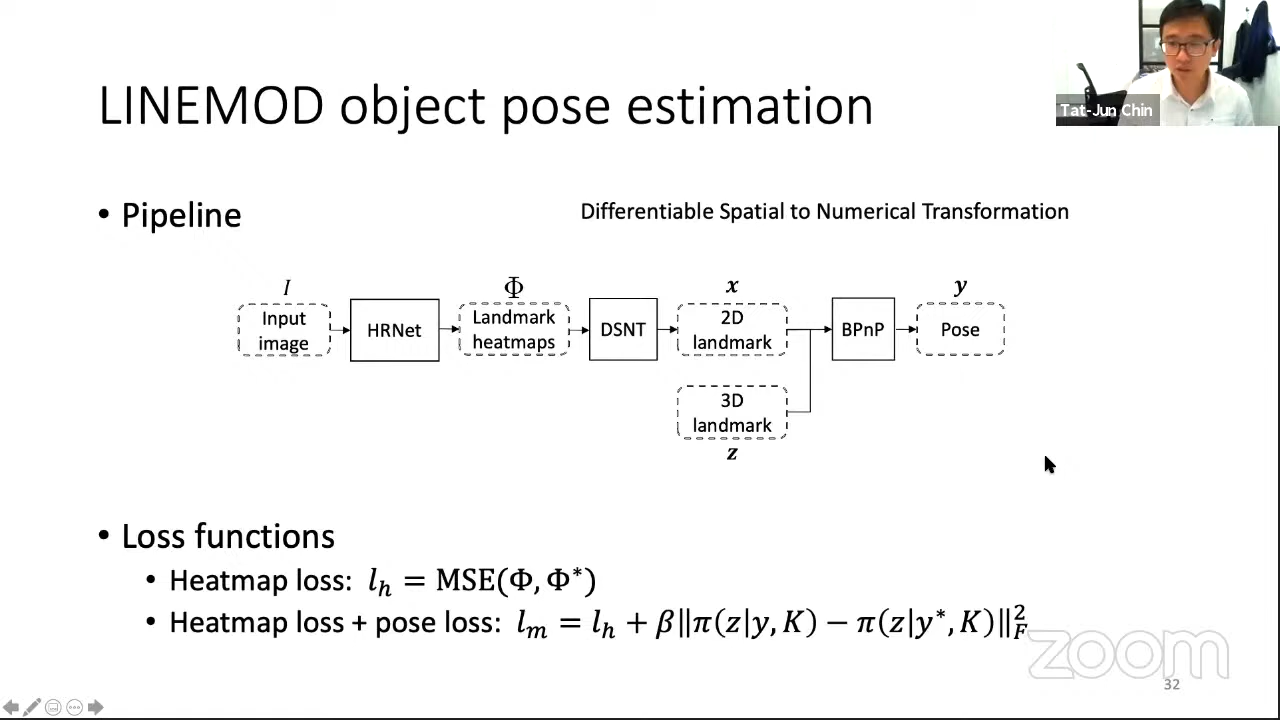 Tat-Jun Chin
LINEMOD object pose estimation
• Pipeline
Differentiable Spatial to Numerical Transformation
I
Φ
x
y
Input
image
HRNet
Landmark
heatmaps
DSNT
2D
landmark
BPnP
Pose
3D
landmark
z
• Loss functions
• Heatmap loss: l_h = MSE(Φ, Φ*)
• Heatmap loss + pose loss: l_m = l_h + β‖π(z|y, K) − π(z|y*, K)‖²_F
zoom
32